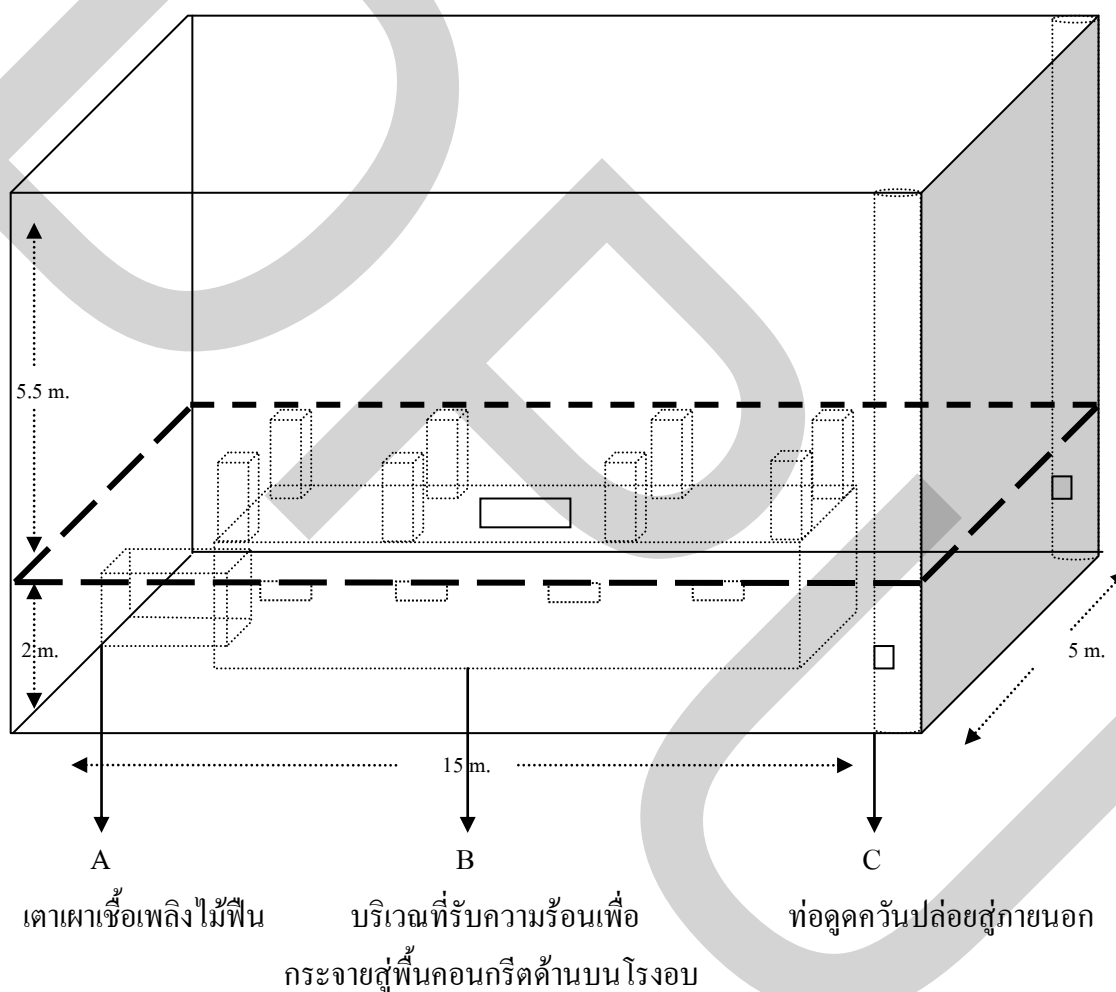 5.5 m.
2 m.
5 m.
15 m.
A B C
เตาเผาเชื้อเพลิงไม้ฟืน บริเวณที่รับความร้อนเพื่อ ท่อดูดควันปล่อยสู่ภายนอก
กระจายสู่พื้นคอนกรีตด้านบนโรงอบ